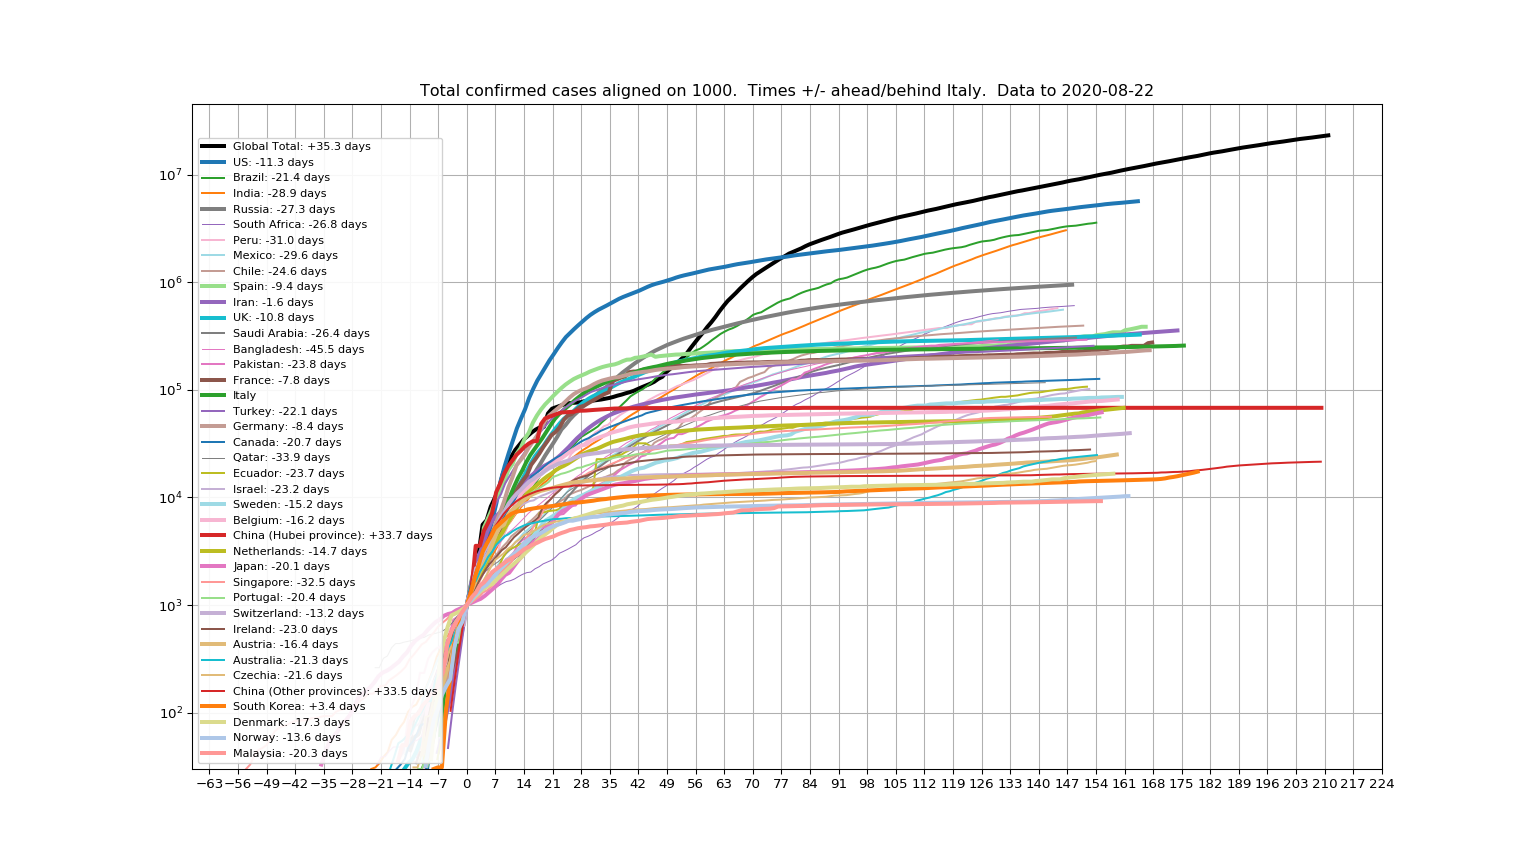 Total confirmed cases aligned on 1000.  Times +/- ahead/behind Italy.  Data to 2020-08-22
Global Total: +35.3 days
US: -11.3 days
Brazil: -21.4 days
India: -28.9 days
Russia: -27.3 days
South Africa: -26.8 days
Peru: -31.0 days
Mexico: -29.6 days
Chile: -24.6 days
Spain: -9.4 days
Iran: -1.6 days
UK: -10.8 days
Saudi Arabia: -26.4 days
Bangladesh: -45.5 days
Pakistan: -23.8 days
France: -7.8 days
Italy
Turkey: -22.1 days
Germany: -8.4 days
Canada: -20.7 days
Qatar: -33.9 days
Ecuador: -23.7 days
Israel: -23.2 days
Sweden: -15.2 days
Belgium: -16.2 days
China (Hubei province): +33.7 days
Netherlands: -14.7 days
Japan: -20.1 days
Singapore: -32.5 days
Portugal: -20.4 days
Switzerland: -13.2 days
Ireland: -23.0 days
Austria: -16.4 days
Australia: -21.3 days
Czechia: -21.6 days
China (Other provinces): +33.5 days
South Korea: +3.4 days
Denmark: -17.3 days
Norway: -13.6 days
Malaysia: -20.3 days
10⁷
10⁶
10⁵
10⁴
10³
10²
−63 −56 −49 −42 −35 −28 −21 −14 −7 0 7 14 21 28 35 42 49 56 63 70 77 84 91 98 105 112 119 126 133 140 147 154 161 168 175 182 189 196 203 210 217 224